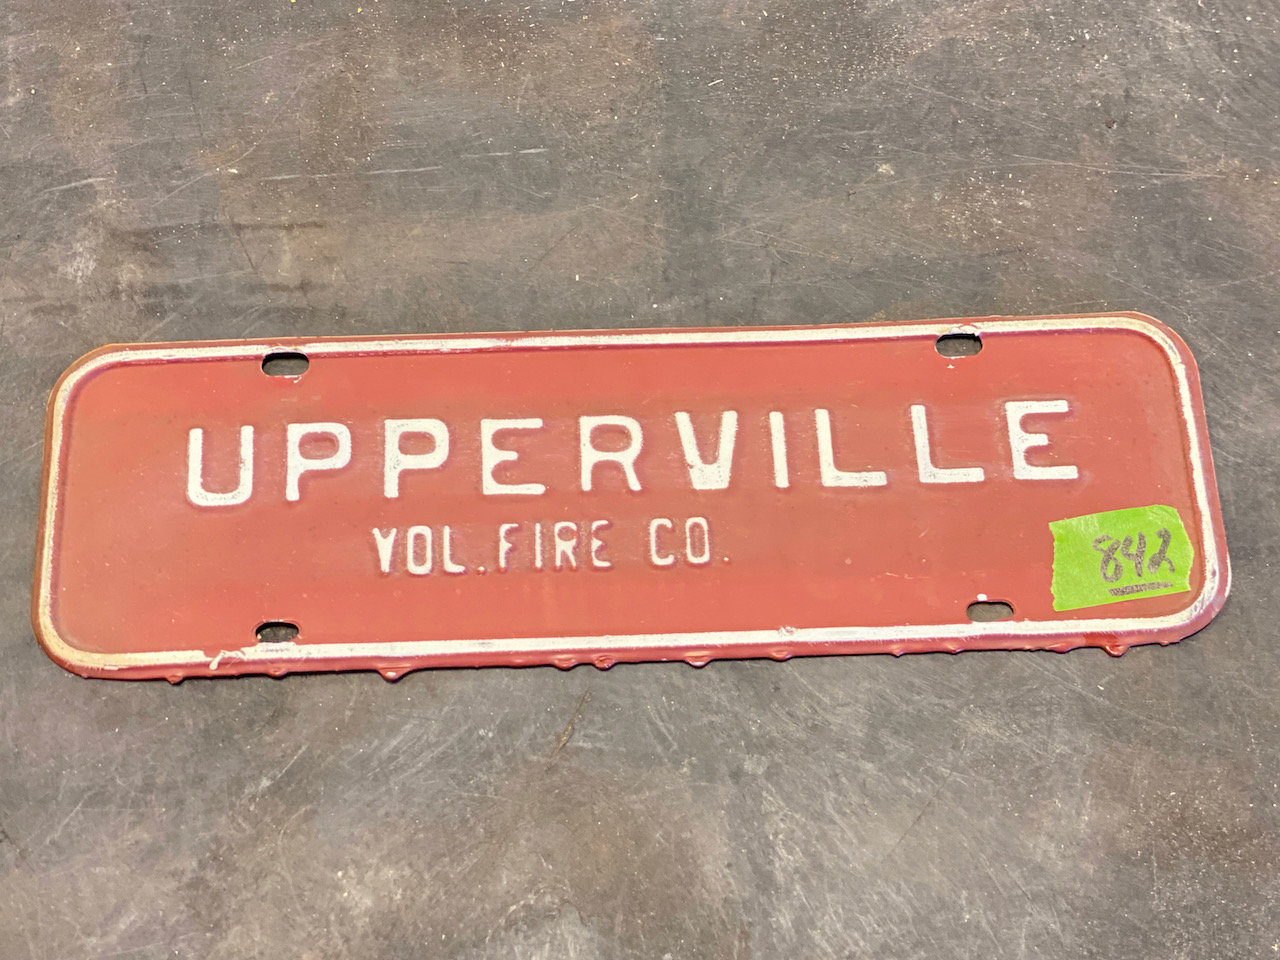 UPPERVILLE
VOL. FIRE CO.
842